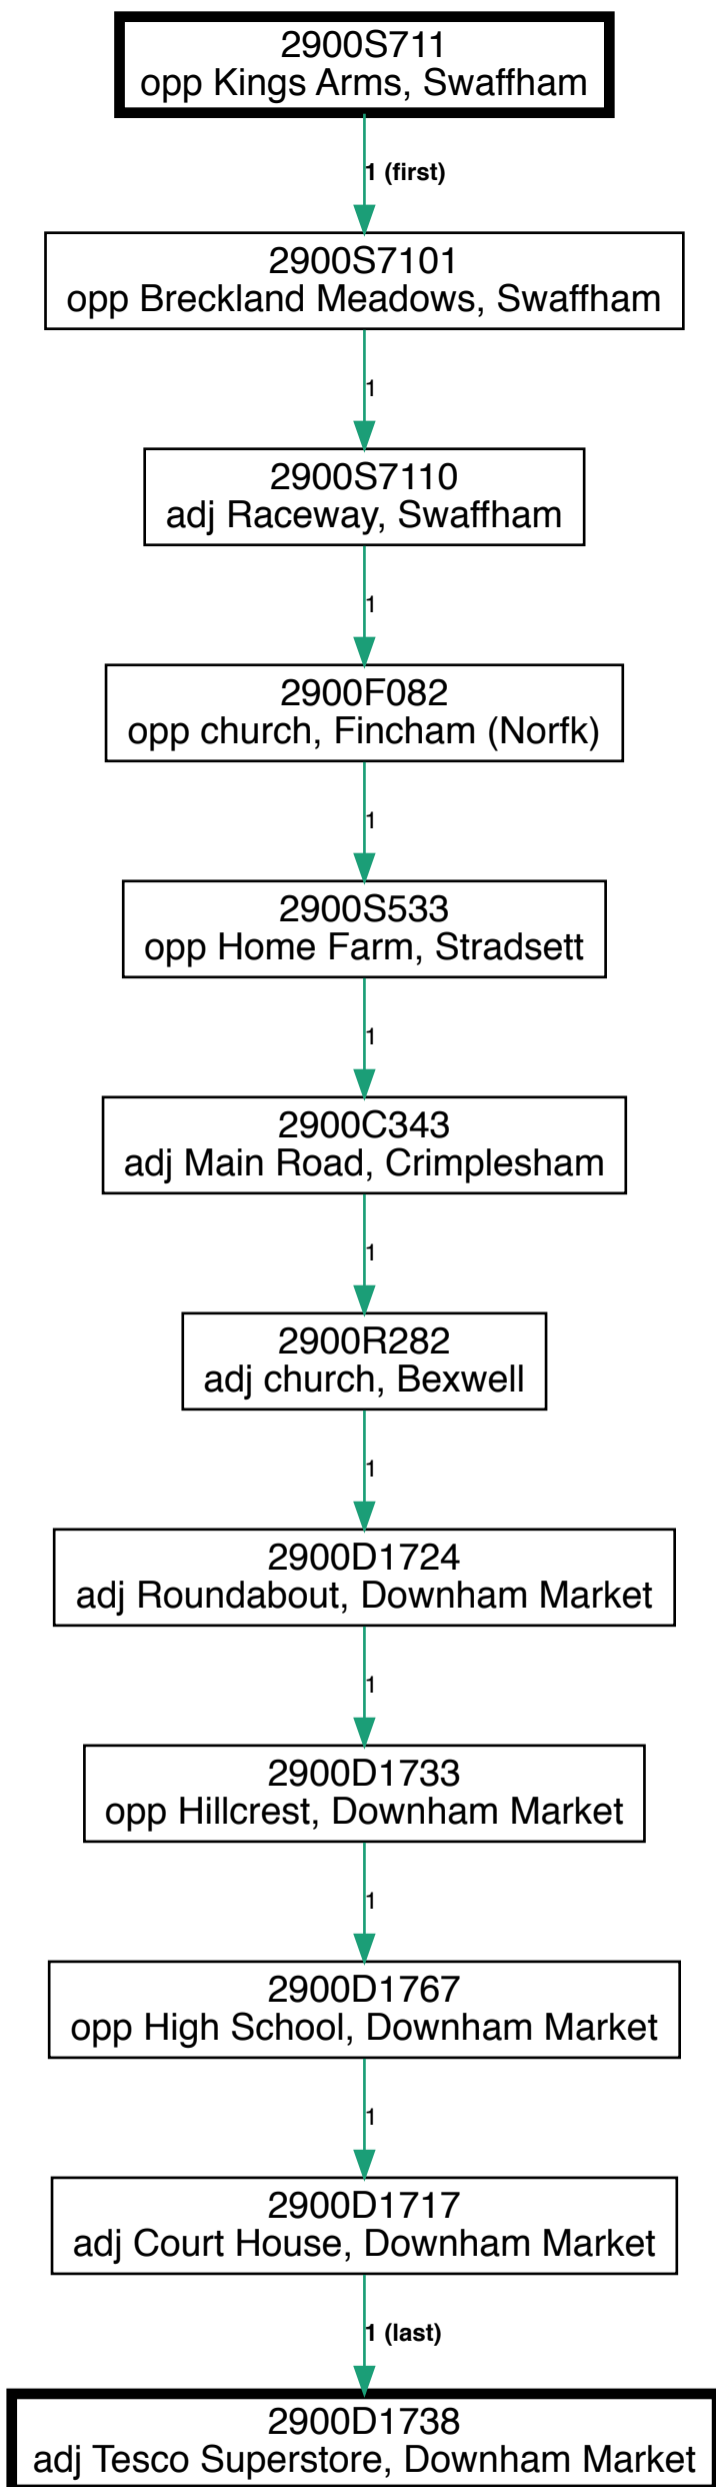 2900S711
opp Kings Arms, Swaffham
1 (first)
2900S7101
opp Breckland Meadows, Swaffham
1
2900S7110
adj Raceway, Swaffham
1
2900F082
opp church, Fincham (Norfk)
1
2900S533
opp Home Farm, Stradsett
1
2900C343
adj Main Road, Crimplesham
1
2900R282
adj church, Bexwell
1
2900D1724
adj Roundabout, Downham Market
1
2900D1733
opp Hillcrest, Downham Market
1
2900D1767
opp High School, Downham Market
1
2900D1717
adj Court House, Downham Market
1 (last)
2900D1738
adj Tesco Superstore, Downham Market